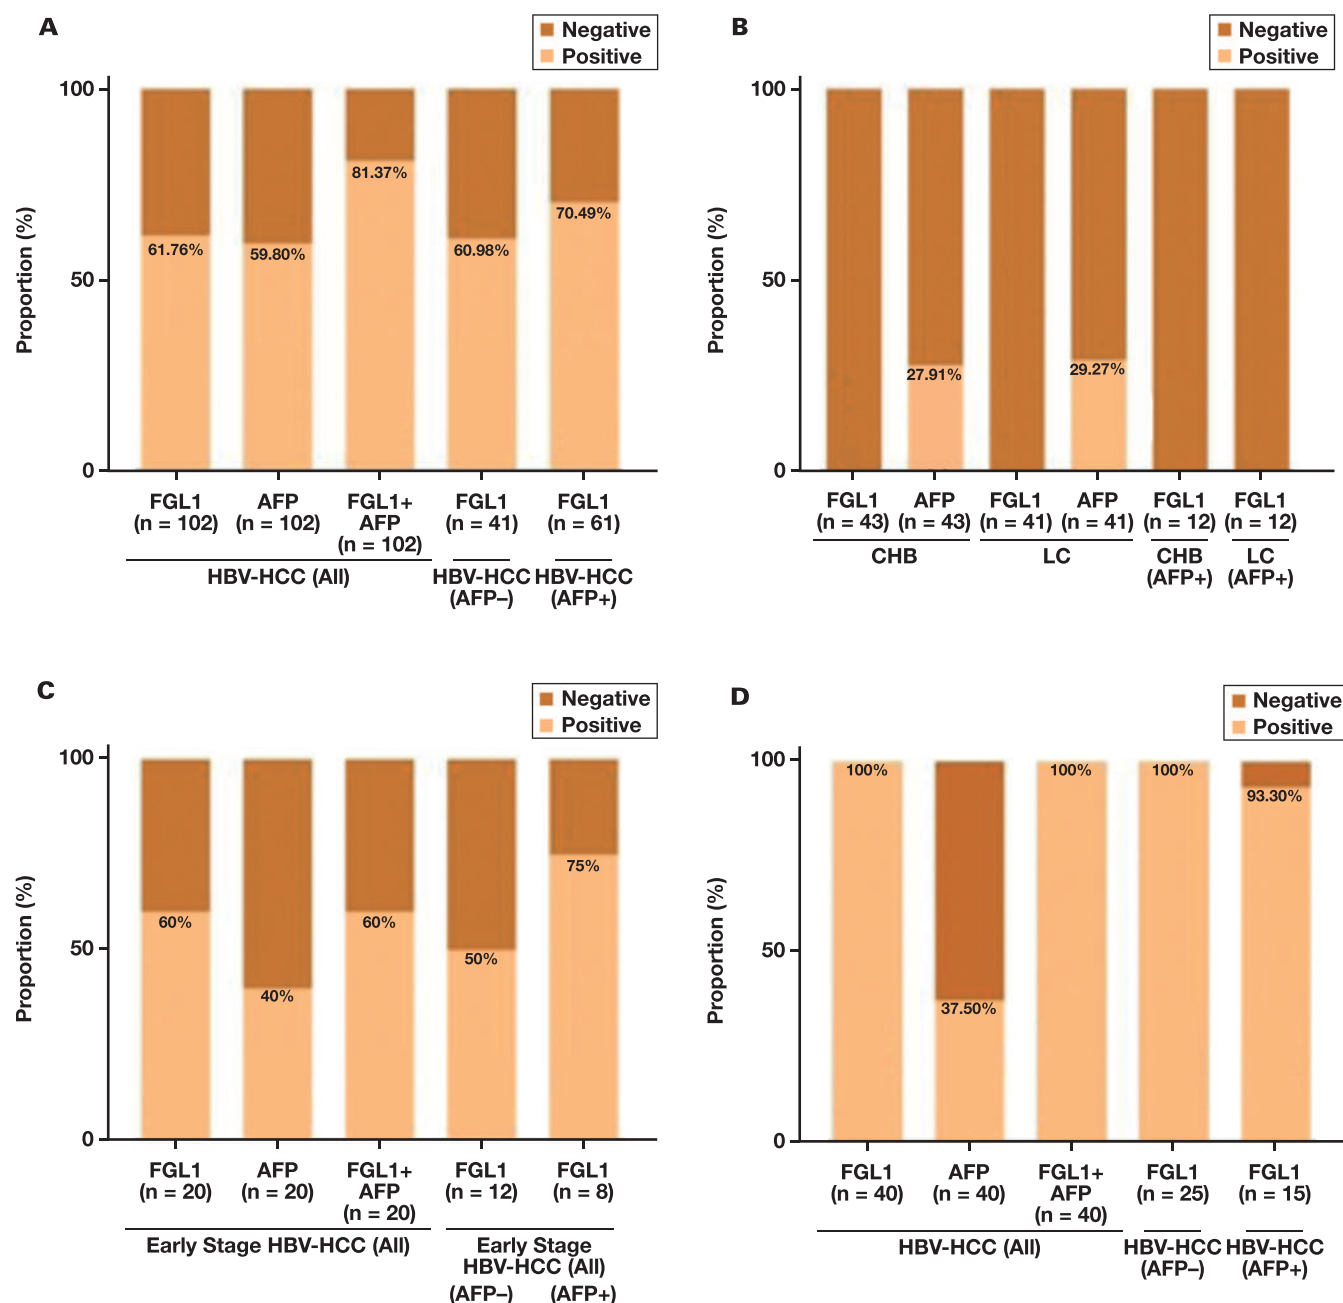 A
Negative
Positive
Proportion (%)
100
50
0
61.76%
59.80%
81.37%
60.98%
70.49%
FGL1 AFP FGL1+ FGL1 FGL1
(n = 102) (n = 102) AFP (n = 41) (n = 61)
(n = 102)
HBV-HCC (All) HBV-HCC HBV-HCC
(AFP–) (AFP+)
B
Negative
Positive
Proportion (%)
100
50
0
27.91%
29.27%
FGL1 AFP FGL1 AFP FGL1 FGL1
(n = 43) (n = 43) (n = 41) (n = 41) (n = 12) (n = 12)
CHB LC CHB LC
(AFP+) (AFP+)
C
Negative
Positive
Proportion (%)
100
50
0
60%
40%
60%
50%
75%
FGL1 AFP FGL1+ FGL1 FGL1
(n = 20) (n = 20) AFP (n = 12) (n = 8)
(n = 20)
Early Stage HBV-HCC (All) Early Stage
HBV-HCC (All)
(AFP–) (AFP+)
D
Negative
Positive
Proportion (%)
100
50
0
100%
37.50%
100%
100%
93.30%
FGL1 AFP FGL1+ FGL1 FGL1
(n = 40) (n = 40) AFP (n = 25) (n = 15)
(n = 40)
HBV-HCC (All) HBV-HCC HBV-HCC
(AFP–) (AFP+)